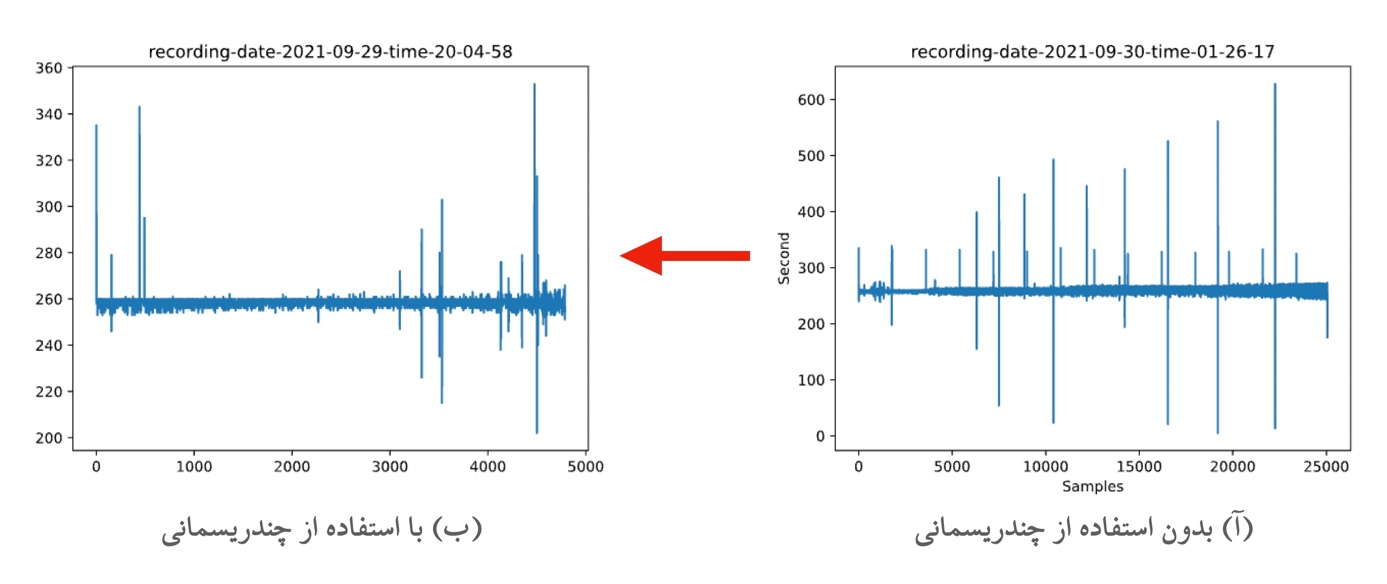 recording-date-2021-09-29-time-20-04-58
360
340
320
300
280
260
240
220
200
0 1000 2000 3000 4000 5000
(ب) با استفاده از چندریسمانی
recording-date-2021-09-30-time-01-26-17
Second
600
500
400
300
200
100
0
0 5000 10000 15000 20000 25000
Samples
(آ) بدون استفاده از چندریسمانی